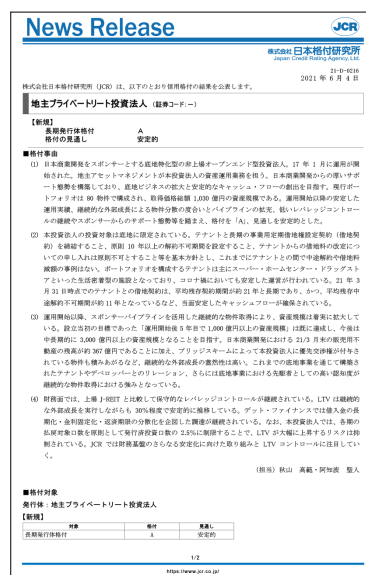 News Release
JCR
株式会社 日本格付研究所
Japan Credit Rating Agency, Ltd.
21-D-0216
2021 年 6 月 4 日
株式会社日本格付研究所（JCR）は、以下のとおり信用格付の結果を公表します。
地主プライベートリート投資法人 （証券コード：－）
【新規】
長期発行体格付 A
格付の見通し 安定的
■格付事由
(1) 日本商業開発をスポンサーとする底地特化型の非上場オープンエンド型投資法人。17 年 1 月に運用が開
始された。地主アセットマネジメントが本投資法人の資産運用業務を担う。日本商業開発からの厚いサポ
ート態勢を構築しており、底地ビジネスの拡大と安定的なキャッシュ・フローの創出を目指す。現行ポー
トフォリオは 80 物件で構成され、取得価格総額 1,030 億円の資産規模である。運用開始以降の安定した
運用実績、継続的な外部成長による物件分散の度合いとパイプラインの拡充、低いレバレッジコントロー
ルの継続やスポンサーからのサポート態勢等を踏まえ、格付を「A」、見通しを安定的とした。
(2) 本投資法人の投資対象は底地に限定されている。テナントと長期の事業用定期借地権設定契約（借地契
約）を締結すること、原則 10 年以上の解約不可期間を設定すること、テナントからの借地料の改定につ
いての申し入れは原則不可とすること等を基本方針とし、これまでにテナントとの間で中途解約や借地料
減額の事例はない。ポートフォリオを構成するテナントは主にスーパー・ホームセンター・ドラッグスト
アといった生活密着型の施設となっており、コロナ禍においても安定した運営が行われている。21 年 3
月 31 日時点でのテナントとの借地契約は、平均残存契約期間が約 21 年と長期であり、かつ、平均残存中
途解約不可期間が約 11 年となっているなど、当面安定したキャッシュフローが確保されている。
(3) 運用開始以降、スポンサーパイプラインを活用した継続的な物件取得により、資産規模は着実に拡大して
いる。設立当初の目標であった「運用開始後 5 年目で 1,000 億円以上の資産規模」は既に達成し、今後は
中長期的に 3,000 億円以上の資産規模となることを目指す。日本商業開発における 21/3 月末の販売用不
動産の残高が約 367 億円であることに加え、ブリッジスキームによって本投資法人に優先交渉権が付与さ
れている物件も積みあがるなど、継続的な外部成長の蓋然性は高い。これまでの底地事業を通じて構築さ
れたテナントやデベロッパーとのリレーション、さらには底地事業における先駆者としての高い認知度が
継続的な物件取得における強みとなっている。
(4) 財務面では、上場 J-REIT と比較して保守的なレバレッジコントロールが継続されている。LTV は継続的
な外部成長を実行しながらも 30%程度で安定的に推移している。デット・ファイナンスでは借入金の長
期化・金利固定化・返済期限の分散化を企図した調達が継続されている。なお、本投資法人では、各期の
払戻対象口数を原則として発行済投資口数の 2.5%に制限することで、LTV が大幅に上昇するリスクは抑
制されている。JCR では財務基盤のさらなる安定化に向けた取り組みと LTV コントロールに注目してい
く。
（担当）秋山 高範・阿知波 聖人
■格付対象
発行体：地主プライベートリート投資法人
【新規】
対象 格付 見通し
長期発行体格付 A 安定的
1/2
https://www.jcr.co.jp/